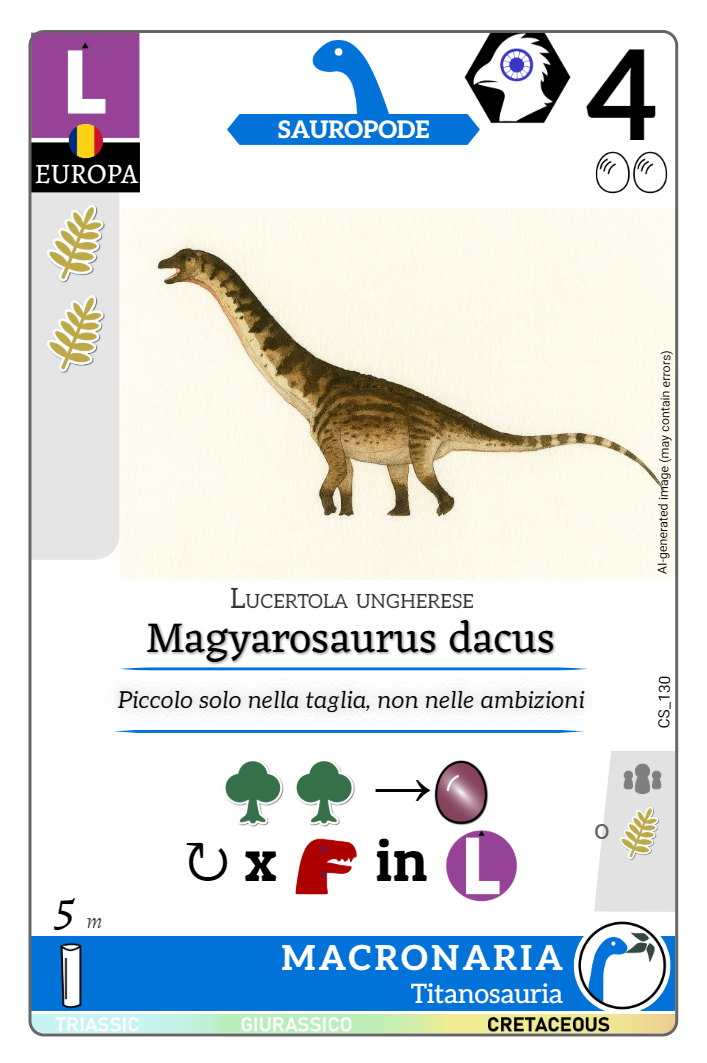 L
EUROPA
SAUROPODE
4
AI-generated image (may contain errors)
Lucertola ungherese
Magyarosaurus dacus
Piccolo solo nella taglia, non nelle ambizioni
CS_130
x in L
o
5 m
MACRONARIA
Titanosauria
TRIASSIC GIURASSICO CRETACEOUS